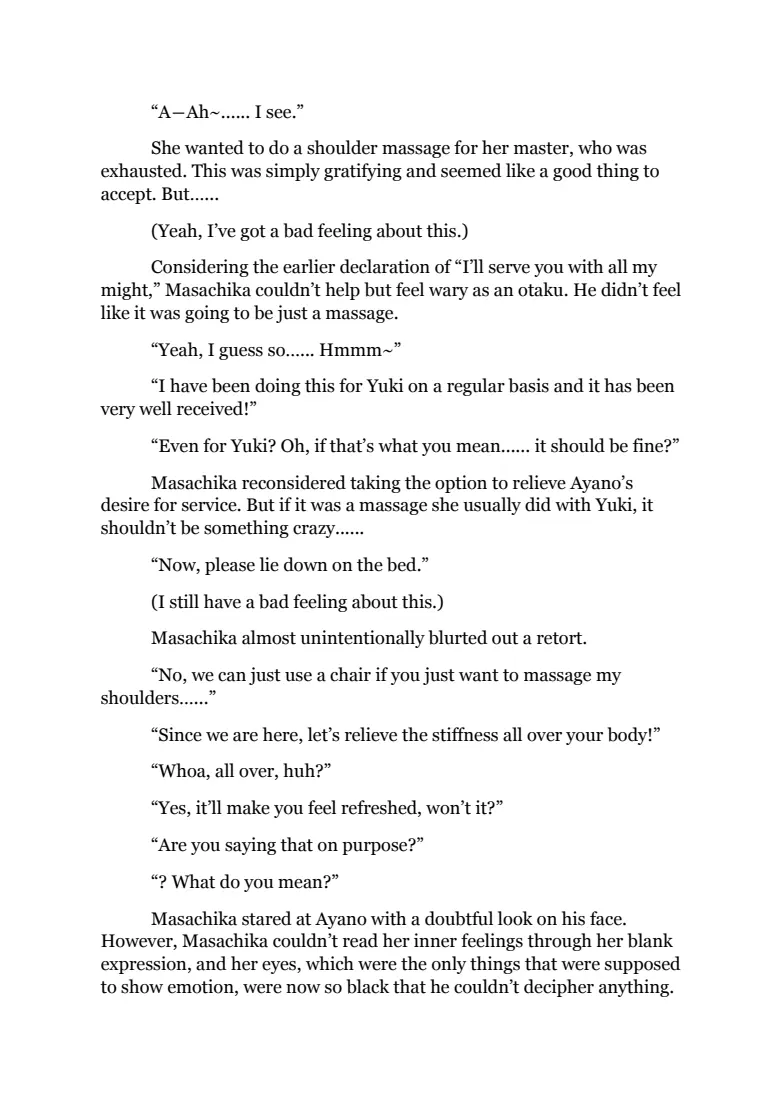 “A—Ah~...... I see.”
She wanted to do a shoulder massage for her master, who was
exhausted. This was simply gratifying and seemed like a good thing to
accept. But......
(Yeah, I’ve got a bad feeling about this.)
Considering the earlier declaration of “I’ll serve you with all my
might,” Masachika couldn’t help but feel wary as an otaku. He didn’t feel
like it was going to be just a massage.
“Yeah, I guess so...... Hmmm~”
“I have been doing this for Yuki on a regular basis and it has been
very well received!”
“Even for Yuki? Oh, if that’s what you mean...... it should be fine?”
Masachika reconsidered taking the option to relieve Ayano’s
desire for service. But if it was a massage she usually did with Yuki, it
shouldn’t be something crazy......
“Now, please lie down on the bed.”
(I still have a bad feeling about this.)
Masachika almost unintentionally blurted out a retort.
“No, we can just use a chair if you just want to massage my
shoulders......”
“Since we are here, let’s relieve the stiffness all over your body!”
“Whoa, all over, huh?”
“Yes, it’ll make you feel refreshed, won’t it?”
“Are you saying that on purpose?”
“? What do you mean?”
Masachika stared at Ayano with a doubtful look on his face.
However, Masachika couldn’t read her inner feelings through her blank
expression, and her eyes, which were the only things that were supposed
to show emotion, were now so black that he couldn’t decipher anything.